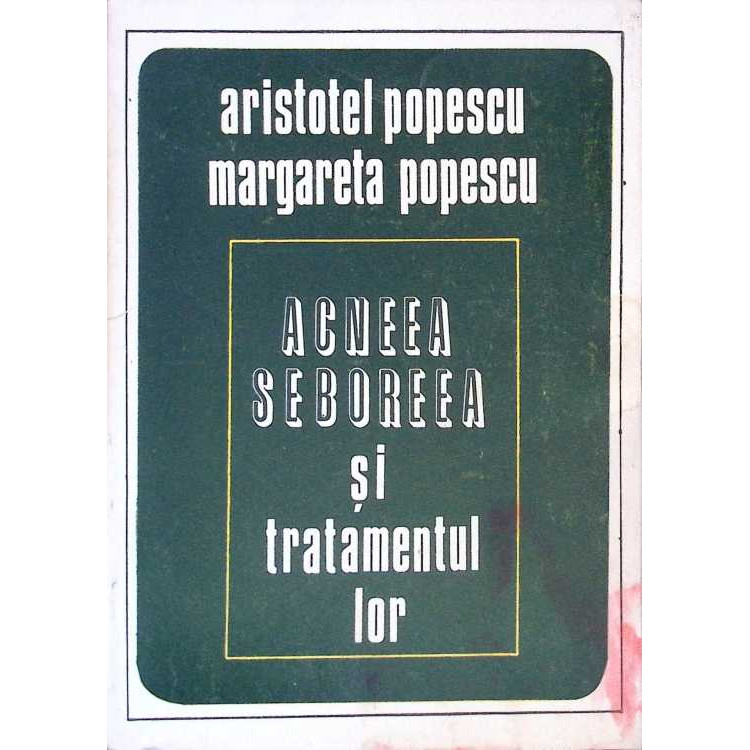 aristotel popescu
margareta popescu
ACNEEA
SEBOREEA
și
tratamentul
lor